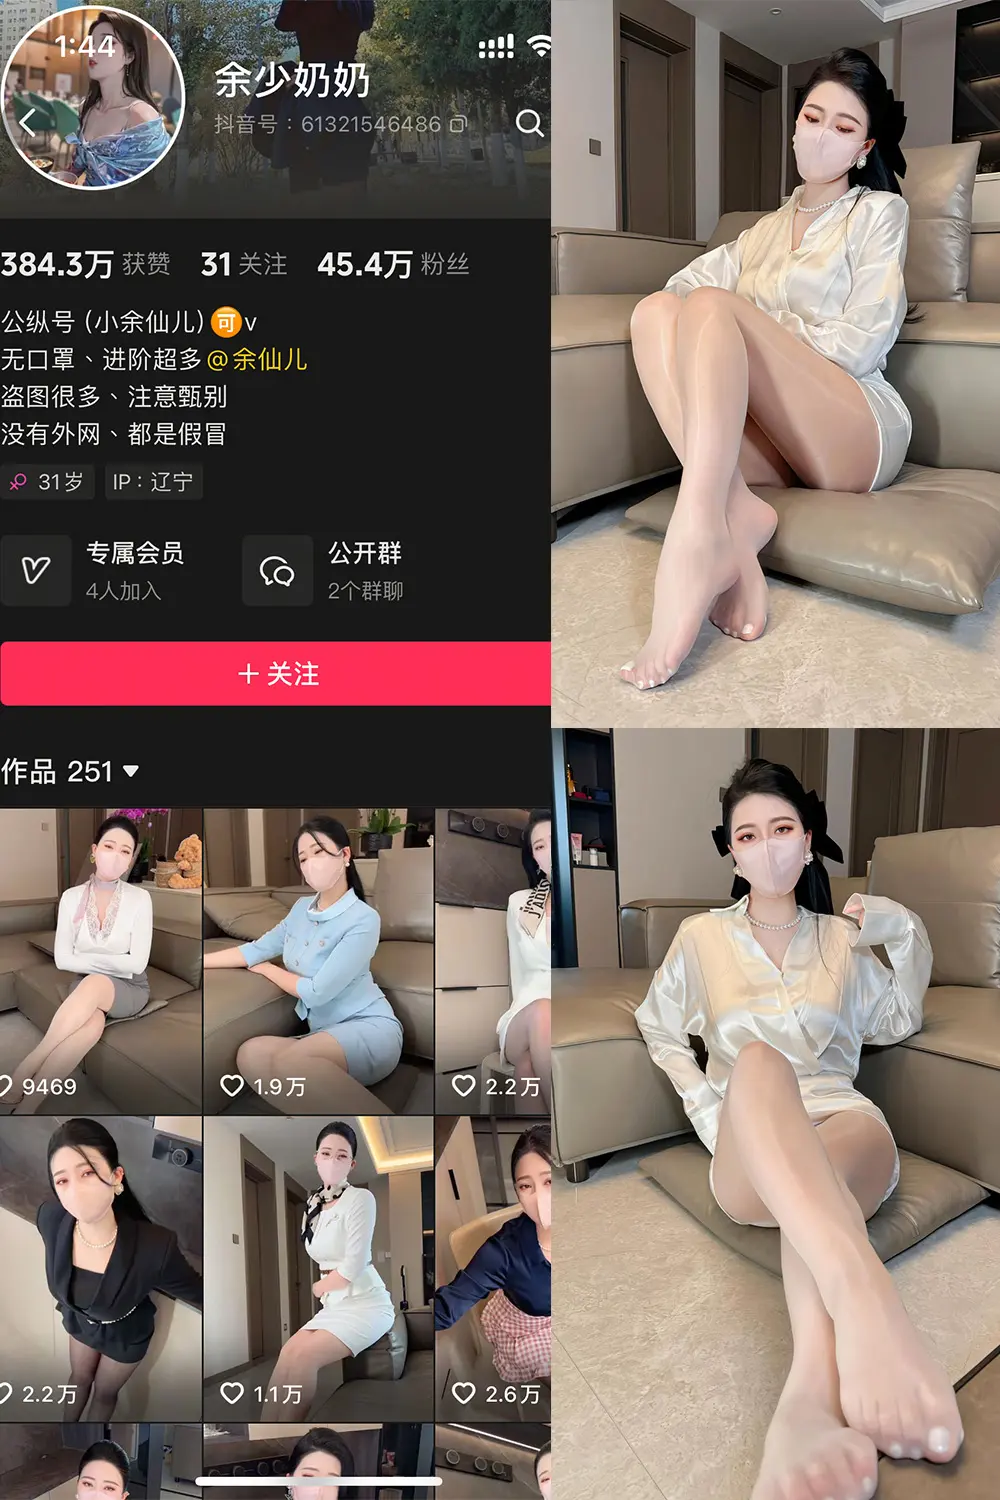 1:44
余少奶奶
抖音号：61321546486
384.3万 获赞 31 关注 45.4万 粉丝
公纵号（小余仙儿）🉑v
无口罩、进阶超多@余仙儿
盗图很多、注意甄别
没有外网、都是假冒
31岁 IP：辽宁
专属会员
4人加入
公开群
2个群聊
+ 关注
作品 251
9469
1.9万
2.2万
2.2万
1.1万
2.6万